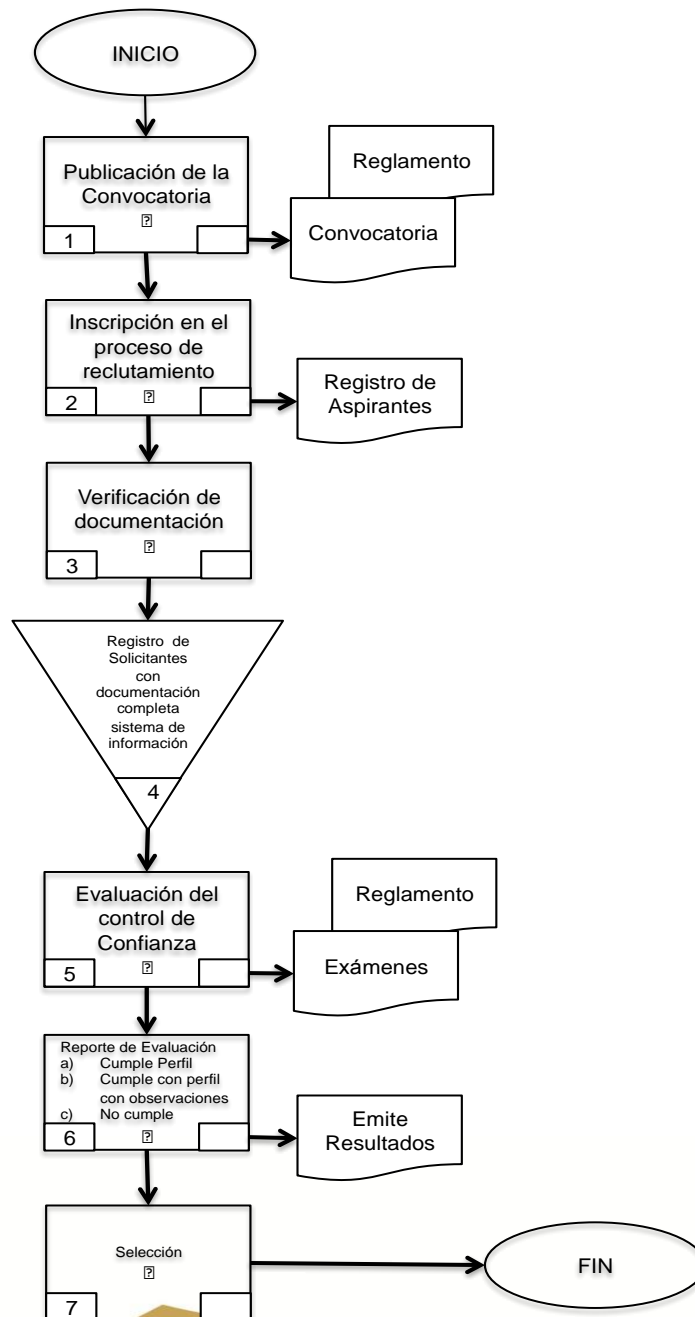 INICIO
Publicación de la
Convocatoria
1
Reglamento
Convocatoria
Inscripción en el
proceso de
reclutamiento
2
Registro de
Aspirantes
Verificación de
documentación
3
Registro de
Solicitantes
con
documentación
completa
sistema de
información
4
Evaluación del
control de
Confianza
5
Reglamento
Exámenes
Reporte de Evaluación
a) Cumple Perfil
b) Cumple con perfil
con observaciones
c) No cumple
6
Emite
Resultados
Selección
7
FIN